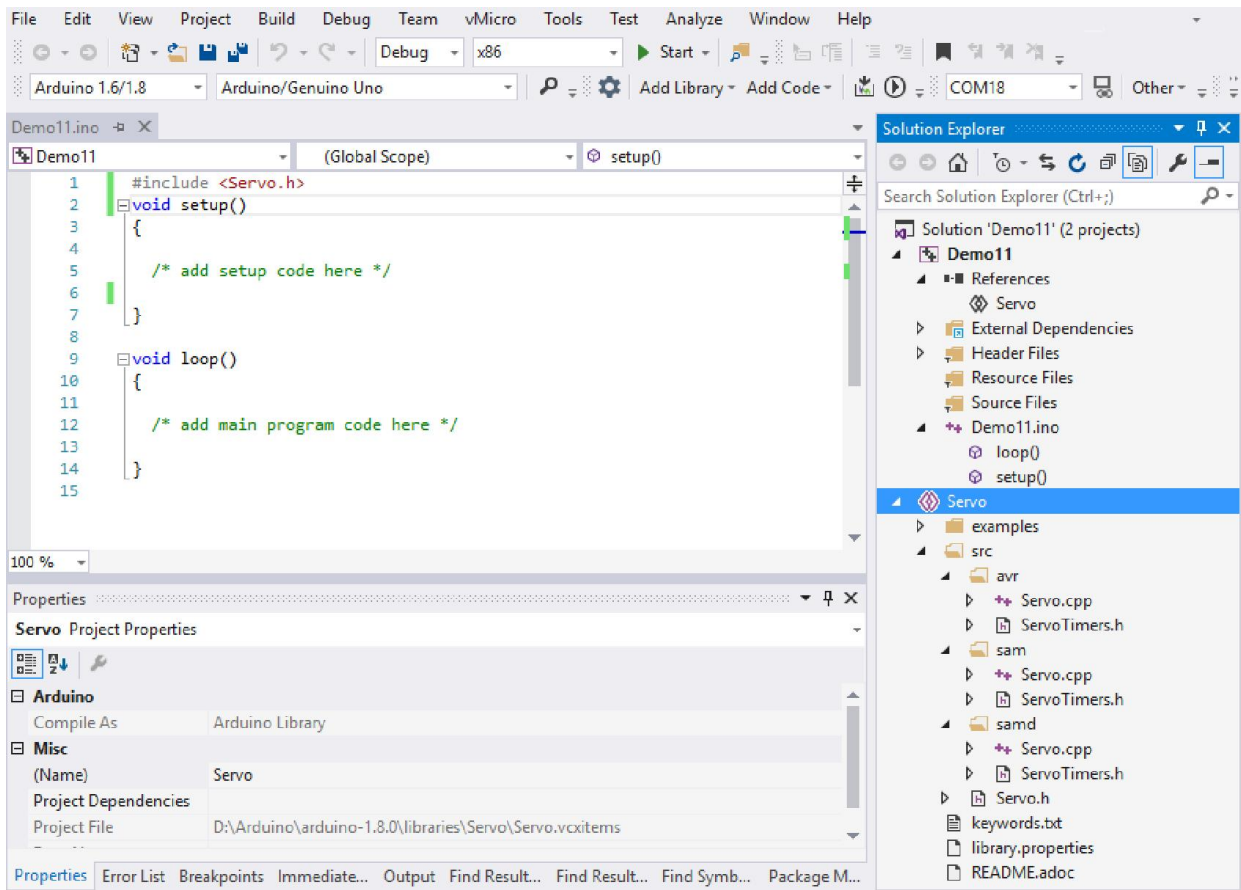 File Edit View Project Build Debug Team vMicro Tools Test Analyze Window Help
Debug x86 Start
Arduino 1.6/1.8 Arduino/Genuino Uno Add Library Add Code COM18 Other
Demo11.ino
Demo11 (Global Scope) setup()
1 #include <Servo.h>
2 void setup()
3 {
4
5 /* add setup code here */
6
7 }
8
9 void loop()
10 {
11
12 /* add main program code here */
13
14 }
15
100 %
Properties
Servo Project Properties
Arduino
Compile As Arduino Library
Misc
(Name) Servo
Project Dependencies
Project File D:\Arduino\arduino-1.8.0\libraries\Servo\Servo.vcxitems
Properties Error List Breakpoints Immediate... Output Find Result... Find Result... Find Symb... Package M...
Solution Explorer
Search Solution Explorer (Ctrl+;)
Solution 'Demo11' (2 projects)
Demo11
References
Servo
External Dependencies
Header Files
Resource Files
Source Files
Demo11.ino
loop()
setup()
Servo
examples
src
avr
Servo.cpp
ServoTimers.h
sam
Servo.cpp
ServoTimers.h
samd
Servo.cpp
ServoTimers.h
Servo.h
keywords.txt
library.properties
README.adoc